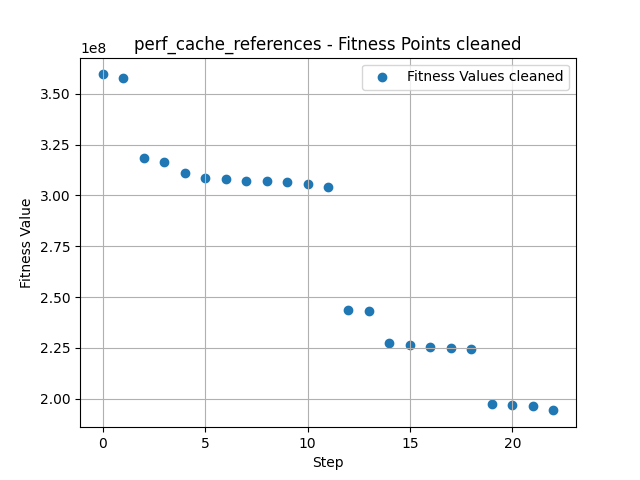 perf_cache_references - Fitness Points cleaned
1e8
Fitness Values cleaned
3.50
3.25
3.00
2.75
2.50
2.25
2.00
Fitness Value
0 5 10 15 20
Step